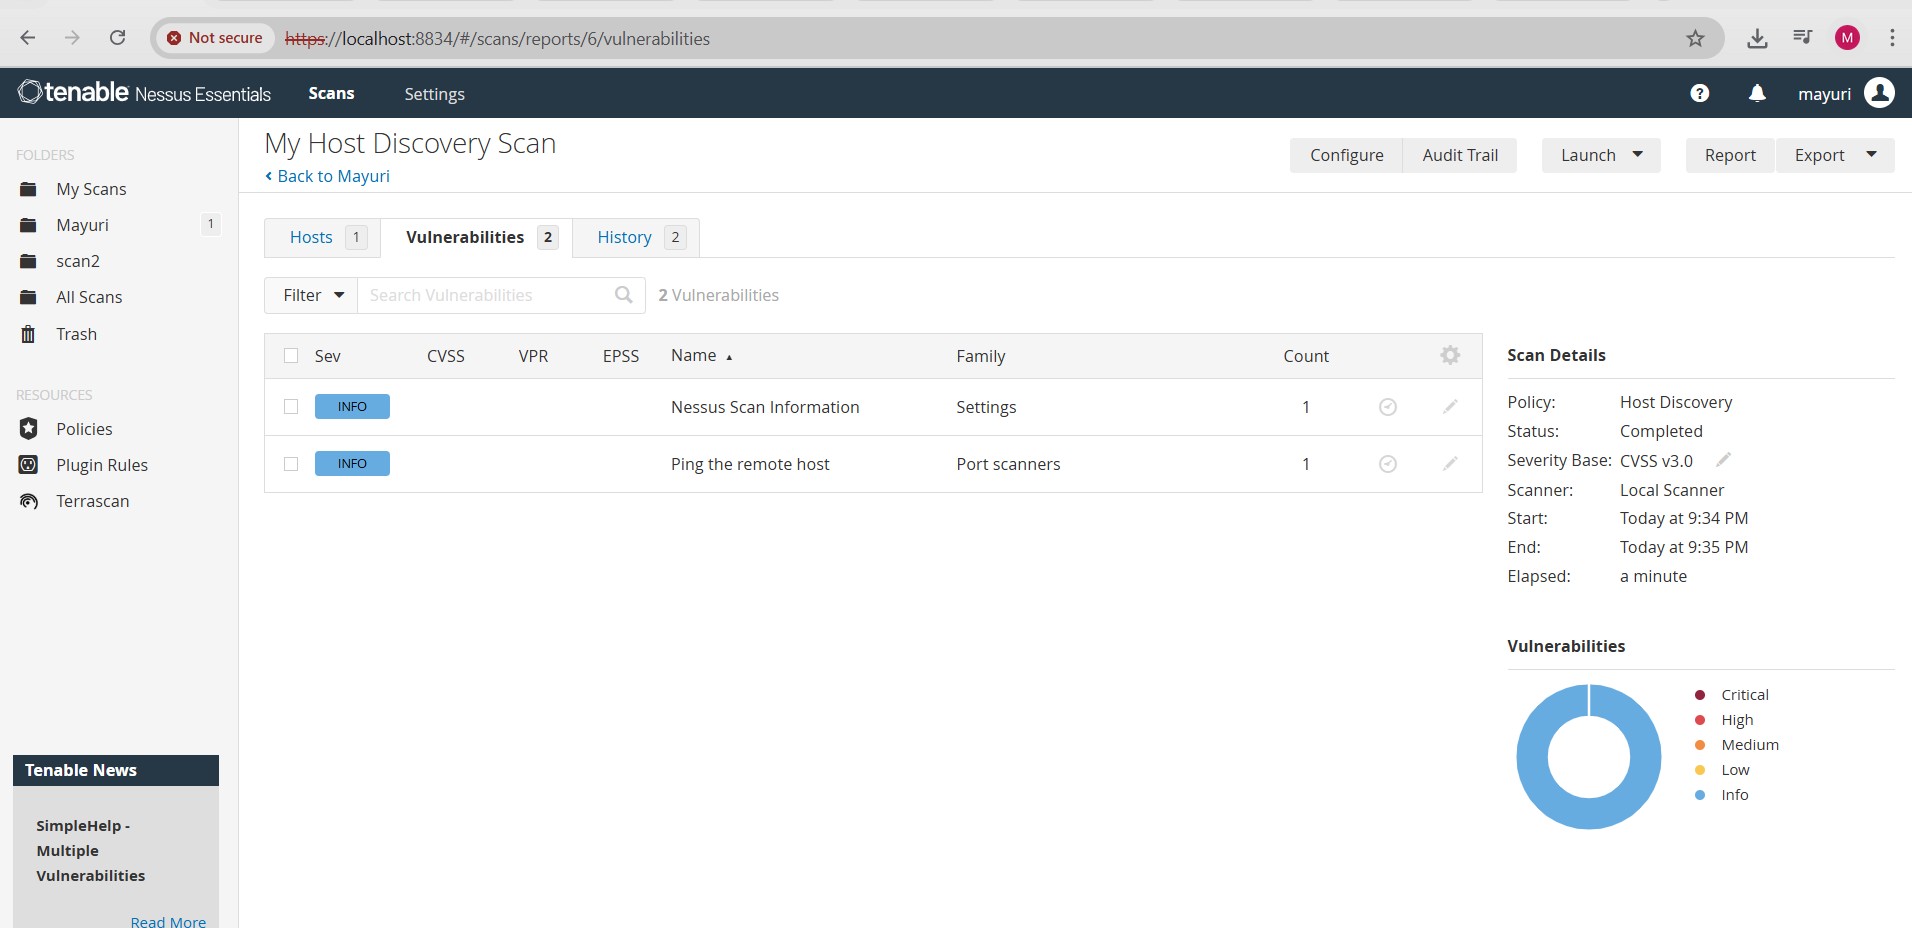 Not secure https://localhost:8834/#/scans/reports/6/vulnerabilities M
tenable Nessus Essentials Scans Settings ? mayuri
FOLDERS
My Scans
Mayuri 1
scan2
All Scans
Trash
RESOURCES
Policies
Plugin Rules
Terrascan
Tenable News
SimpleHelp -
Multiple
Vulnerabilities
Read More
My Host Discovery Scan
Back to Mayuri
Configure Audit Trail Launch Report Export
Hosts 1 Vulnerabilities 2 History 2
Filter Search Vulnerabilities 2 Vulnerabilities
Sev CVSS VPR EPSS Name Family Count
INFO Nessus Scan Information Settings 1
INFO Ping the remote host Port scanners 1
Scan Details
Policy: Host Discovery
Status: Completed
Severity Base: CVSS v3.0
Scanner: Local Scanner
Start: Today at 9:34 PM
End: Today at 9:35 PM
Elapsed: a minute
Vulnerabilities
Critical
High
Medium
Low
Info